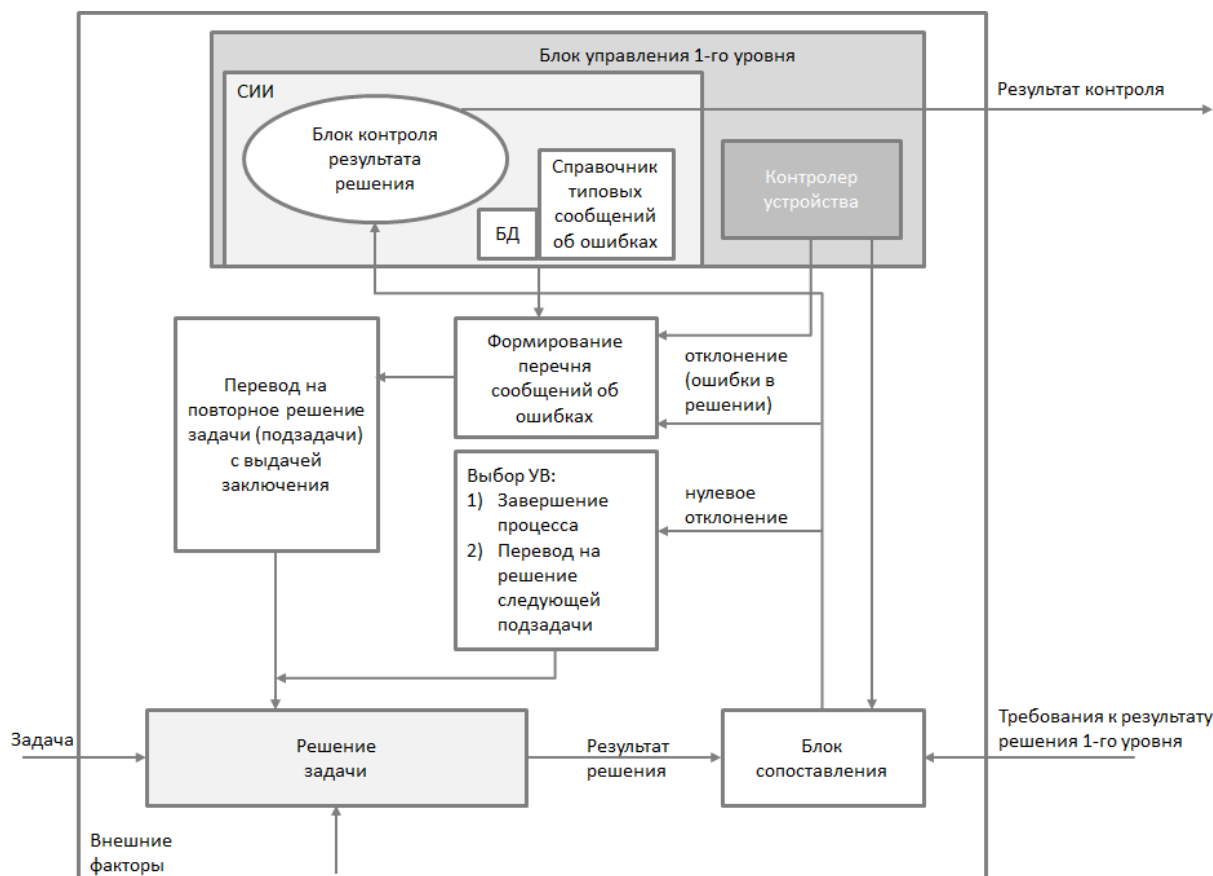 Блок управления 1-го уровня
СИИ
Результат контроля
Блок контроля
результата
решения
Справочник
типовых
сообщений
об ошибках
БД
Контролер
устройства
Формирование
перечня
сообщений об
ошибках
отклонение
(ошибки в
решении)
Перевод на
повторное решение
задачи (подзадачи)
с выдачей
заключения
Выбор УВ:
1) Завершение
процесса
2) Перевод на
решение
следующей
подзадачи
нулевое
отклонение
Задача
Решение
задачи
Результат
решения
Блок
сопоставления
Требования к результату
решения 1-го уровня
Внешние
факторы